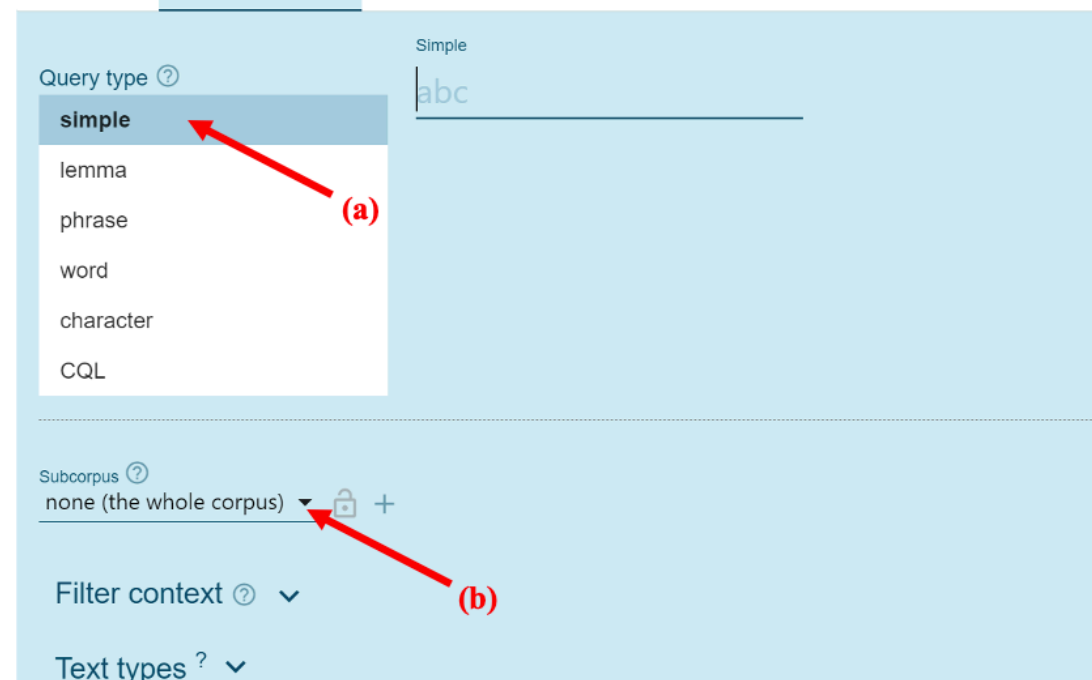 Simple
Query type ?
abc
simple
lemma
(a)
phrase
word
character
CQL
Subcorpus ?
none (the whole corpus) +
Filter context ?
(b)
Text types ?